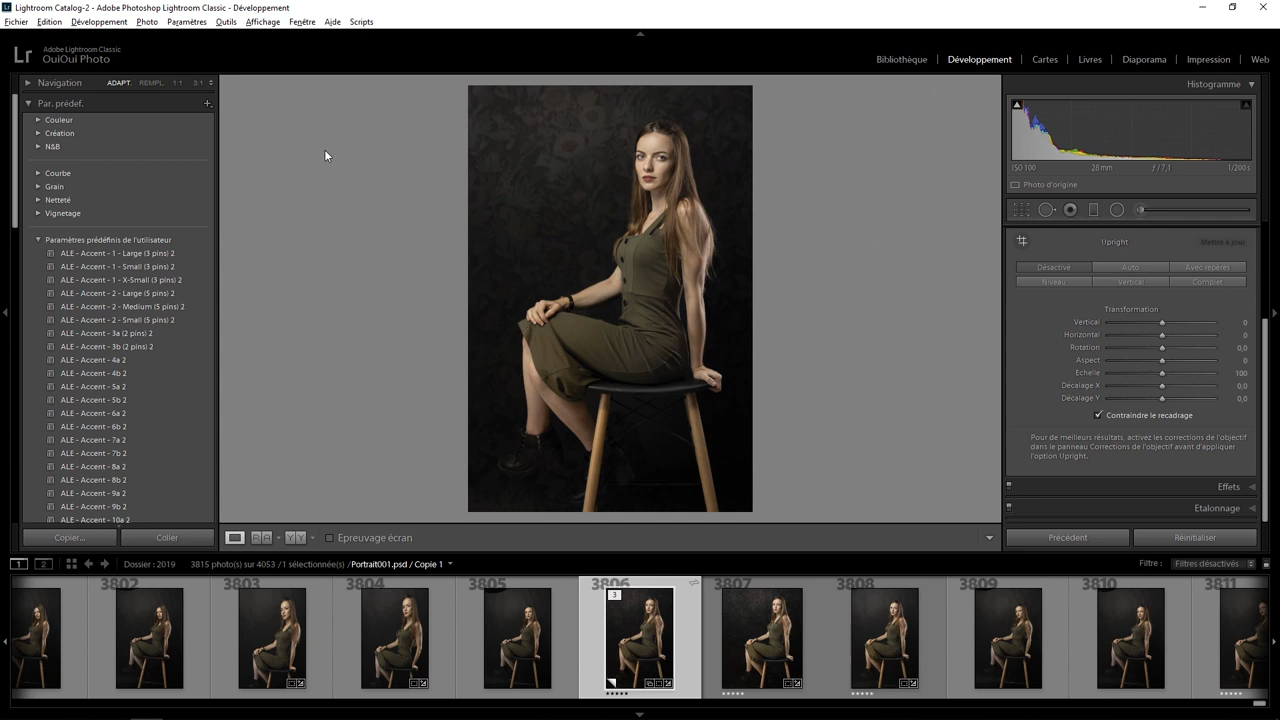 Lightroom Catalog-2 - Adobe Photoshop Lightroom Classic - Développement
Fichier Edition Développement Photo Paramètres Outils Affichage Fenêtre Aide Scripts
Lr
Adobe Lightroom Classic
OuiOui Photo
Bibliothèque Développement Cartes Livres Diaporama Impression Web
Navigation ADAPT. REMPL. 1:1 3:1
Par. prédef. +
Couleur
Création
N&B
Courbe
Grain
Netteté
Vignetage
Paramètres prédéfinis de l'utilisateur
ALE - Accent - 1 - Large (3 pins) 2
ALE - Accent - 1 - Small (3 pins) 2
ALE - Accent - 1 - X-Small (3 pins) 2
ALE - Accent - 2 - Large (5 pins) 2
ALE - Accent - 2 - Medium (5 pins) 2
ALE - Accent - 2 - Small (5 pins) 2
ALE - Accent - 3a (2 pins) 2
ALE - Accent - 3b (2 pins) 2
ALE - Accent - 4a 2
ALE - Accent - 4b 2
ALE - Accent - 5a 2
ALE - Accent - 5b 2
ALE - Accent - 6a 2
ALE - Accent - 6b 2
ALE - Accent - 7a 2
ALE - Accent - 7b 2
ALE - Accent - 8a 2
ALE - Accent - 8b 2
ALE - Accent - 9a 2
ALE - Accent - 9b 2
ALE - Accent - 10a 2
Copier... Coller
Histogramme
ISO 100 28 mm ƒ / 7,1 1/200 s
Photo d'origine
Upright Mettre à jour
Désactivé Auto Avec repères
Niveau Vertical Complet
Transformation
Vertical 0
Horizontal 0
Rotation 0,0
Aspect 0
Echelle 100
Décalage X 0,0
Décalage Y 0,0
Contraindre le recadrage
Pour de meilleurs résultats, activez les corrections de l'objectif
dans le panneau Corrections de l'objectif avant d'appliquer
l'option Upright.
Effets
Etalonnage
Précédent Réinitialiser
R A Y Y Epreuvage écran
1 2 Dossier : 2019 3815 photo(s) sur 4053 / 1 sélectionnée(s) / Portrait001.psd / Copie 1 Filtre : Filtres désactivés
3802 3803 3804 3805 3806 3807 3808 3809 3810 3811
3